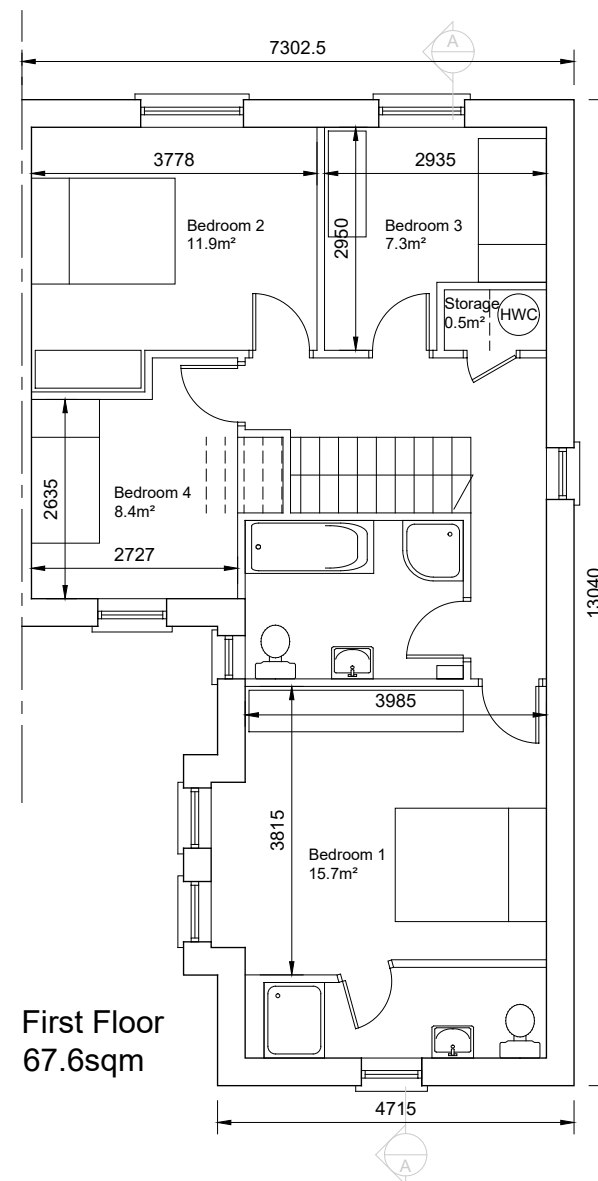 7302.5
A
3778
2935
Bedroom 2
11.9m²
2950
Bedroom 3
7.3m²
Storage
0.5m²
HWC
2635
Bedroom 4
8.4m²
2727
13040
3985
3815
Bedroom 1
15.7m²
First Floor
67.6sqm
4715
A